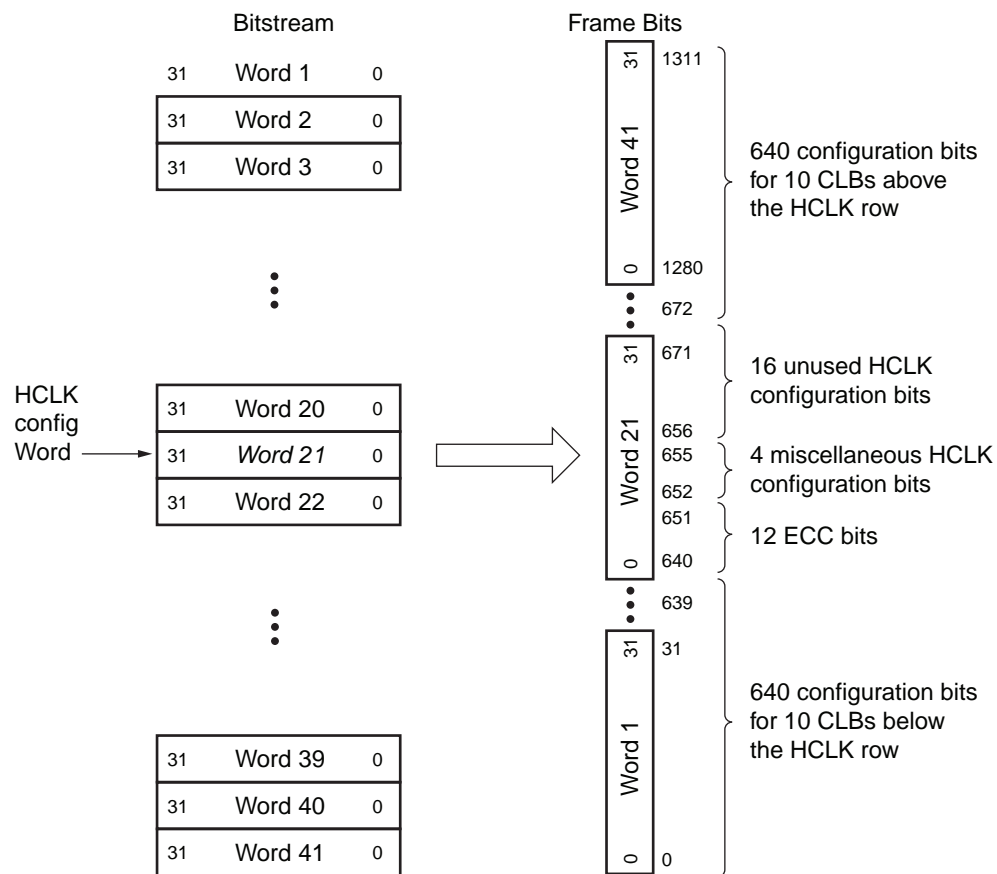 Bitstream
31 Word 1 0
31 Word 2 0
31 Word 3 0
HCLK
config
Word
31 Word 20 0
31 Word 21 0
31 Word 22 0
31 Word 39 0
31 Word 40 0
31 Word 41 0
Frame Bits
31 Word 41 0
1311
1280
672
31 Word 21 0
671
656
655
652
651
640
639
31 Word 1 0
31
0
640 configuration bits
for 10 CLBs above
the HCLK row
16 unused HCLK
configuration bits
4 miscellaneous HCLK
configuration bits
12 ECC bits
640 configuration bits
for 10 CLBs below
the HCLK row